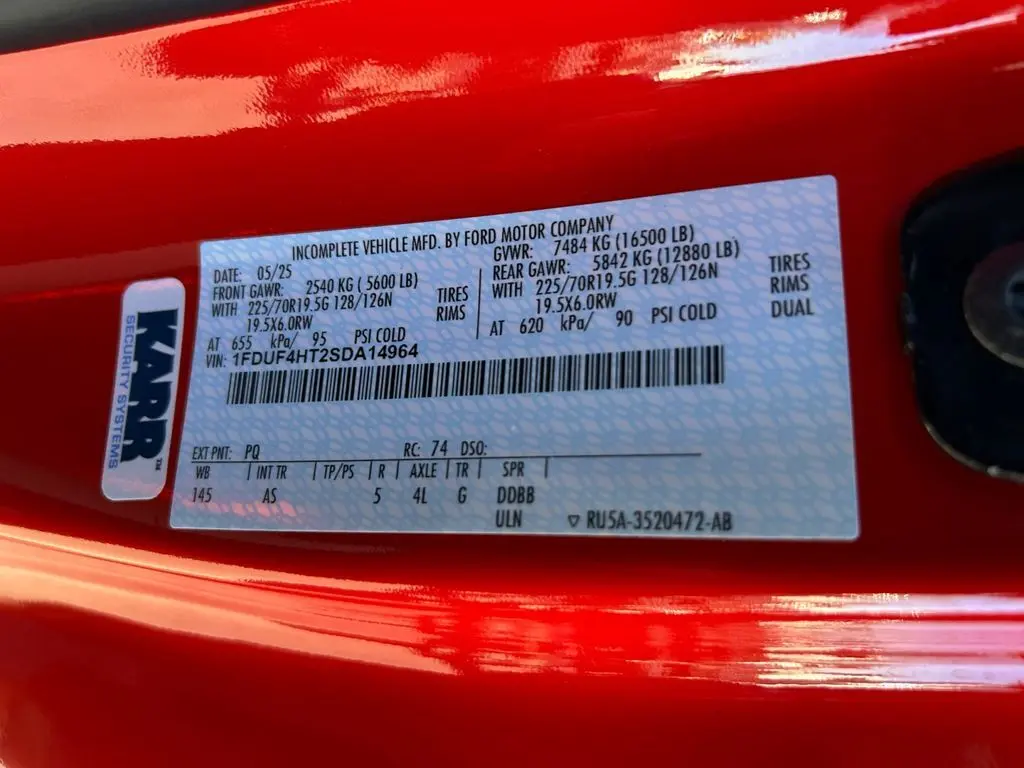 INCOMPLETE VEHICLE MFD. BY FORD MOTOR COMPANY
DATE: 05/25 GVWR: 7484 KG (16500 LB)
FRONT GAWR: 2540 KG ( 5600 LB) REAR GAWR: 5842 KG (12880 LB)
WITH 225/70R19.5G 128/126N TIRES WITH 225/70R19.5G 128/126N TIRES
19.5X6.0RW RIMS 19.5X6.0RW RIMS
AT 655 kPa/ 95 PSI COLD AT 620 kPa/ 90 PSI COLD DUAL
VIN: 1FDUF4HT2SDA14964
EXT PNT: PQ RC: 74 DSO:
WB INT TR TP/PS R AXLE TR SPR
145 AS 5 4L G DDBB
ULN ▽ RU5A-3520472-AB
KARR™
SECURITY SYSTEMS